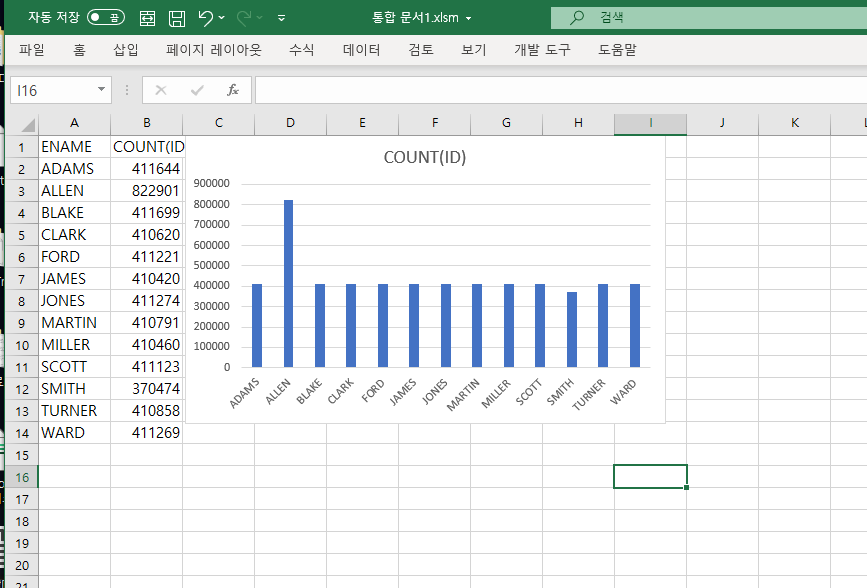 자동 저장 끔 통합 문서1.xlsm 검색
파일 홈 삽입 페이지 레이아웃 수식 데이터 검토 보기 개발 도구 도움말
I16 fx
A B C D E F G H I J K L
1 ENAME COUNT(ID
2 ADAMS 411644
3 ALLEN 822901
4 BLAKE 411699
5 CLARK 410620
6 FORD 411221
7 JAMES 410420
8 JONES 411274
9 MARTIN 410791
10 MILLER 410460
11 SCOTT 411123
12 SMITH 370474
13 TURNER 410858
14 WARD 411269
15
16
17
18
19
20
21
COUNT(ID)
900000
800000
700000
600000
500000
400000
300000
200000
100000
0
ADAMS ALLEN BLAKE CLARK FORD JAMES JONES MARTIN MILLER SCOTT SMITH TURNER WARD